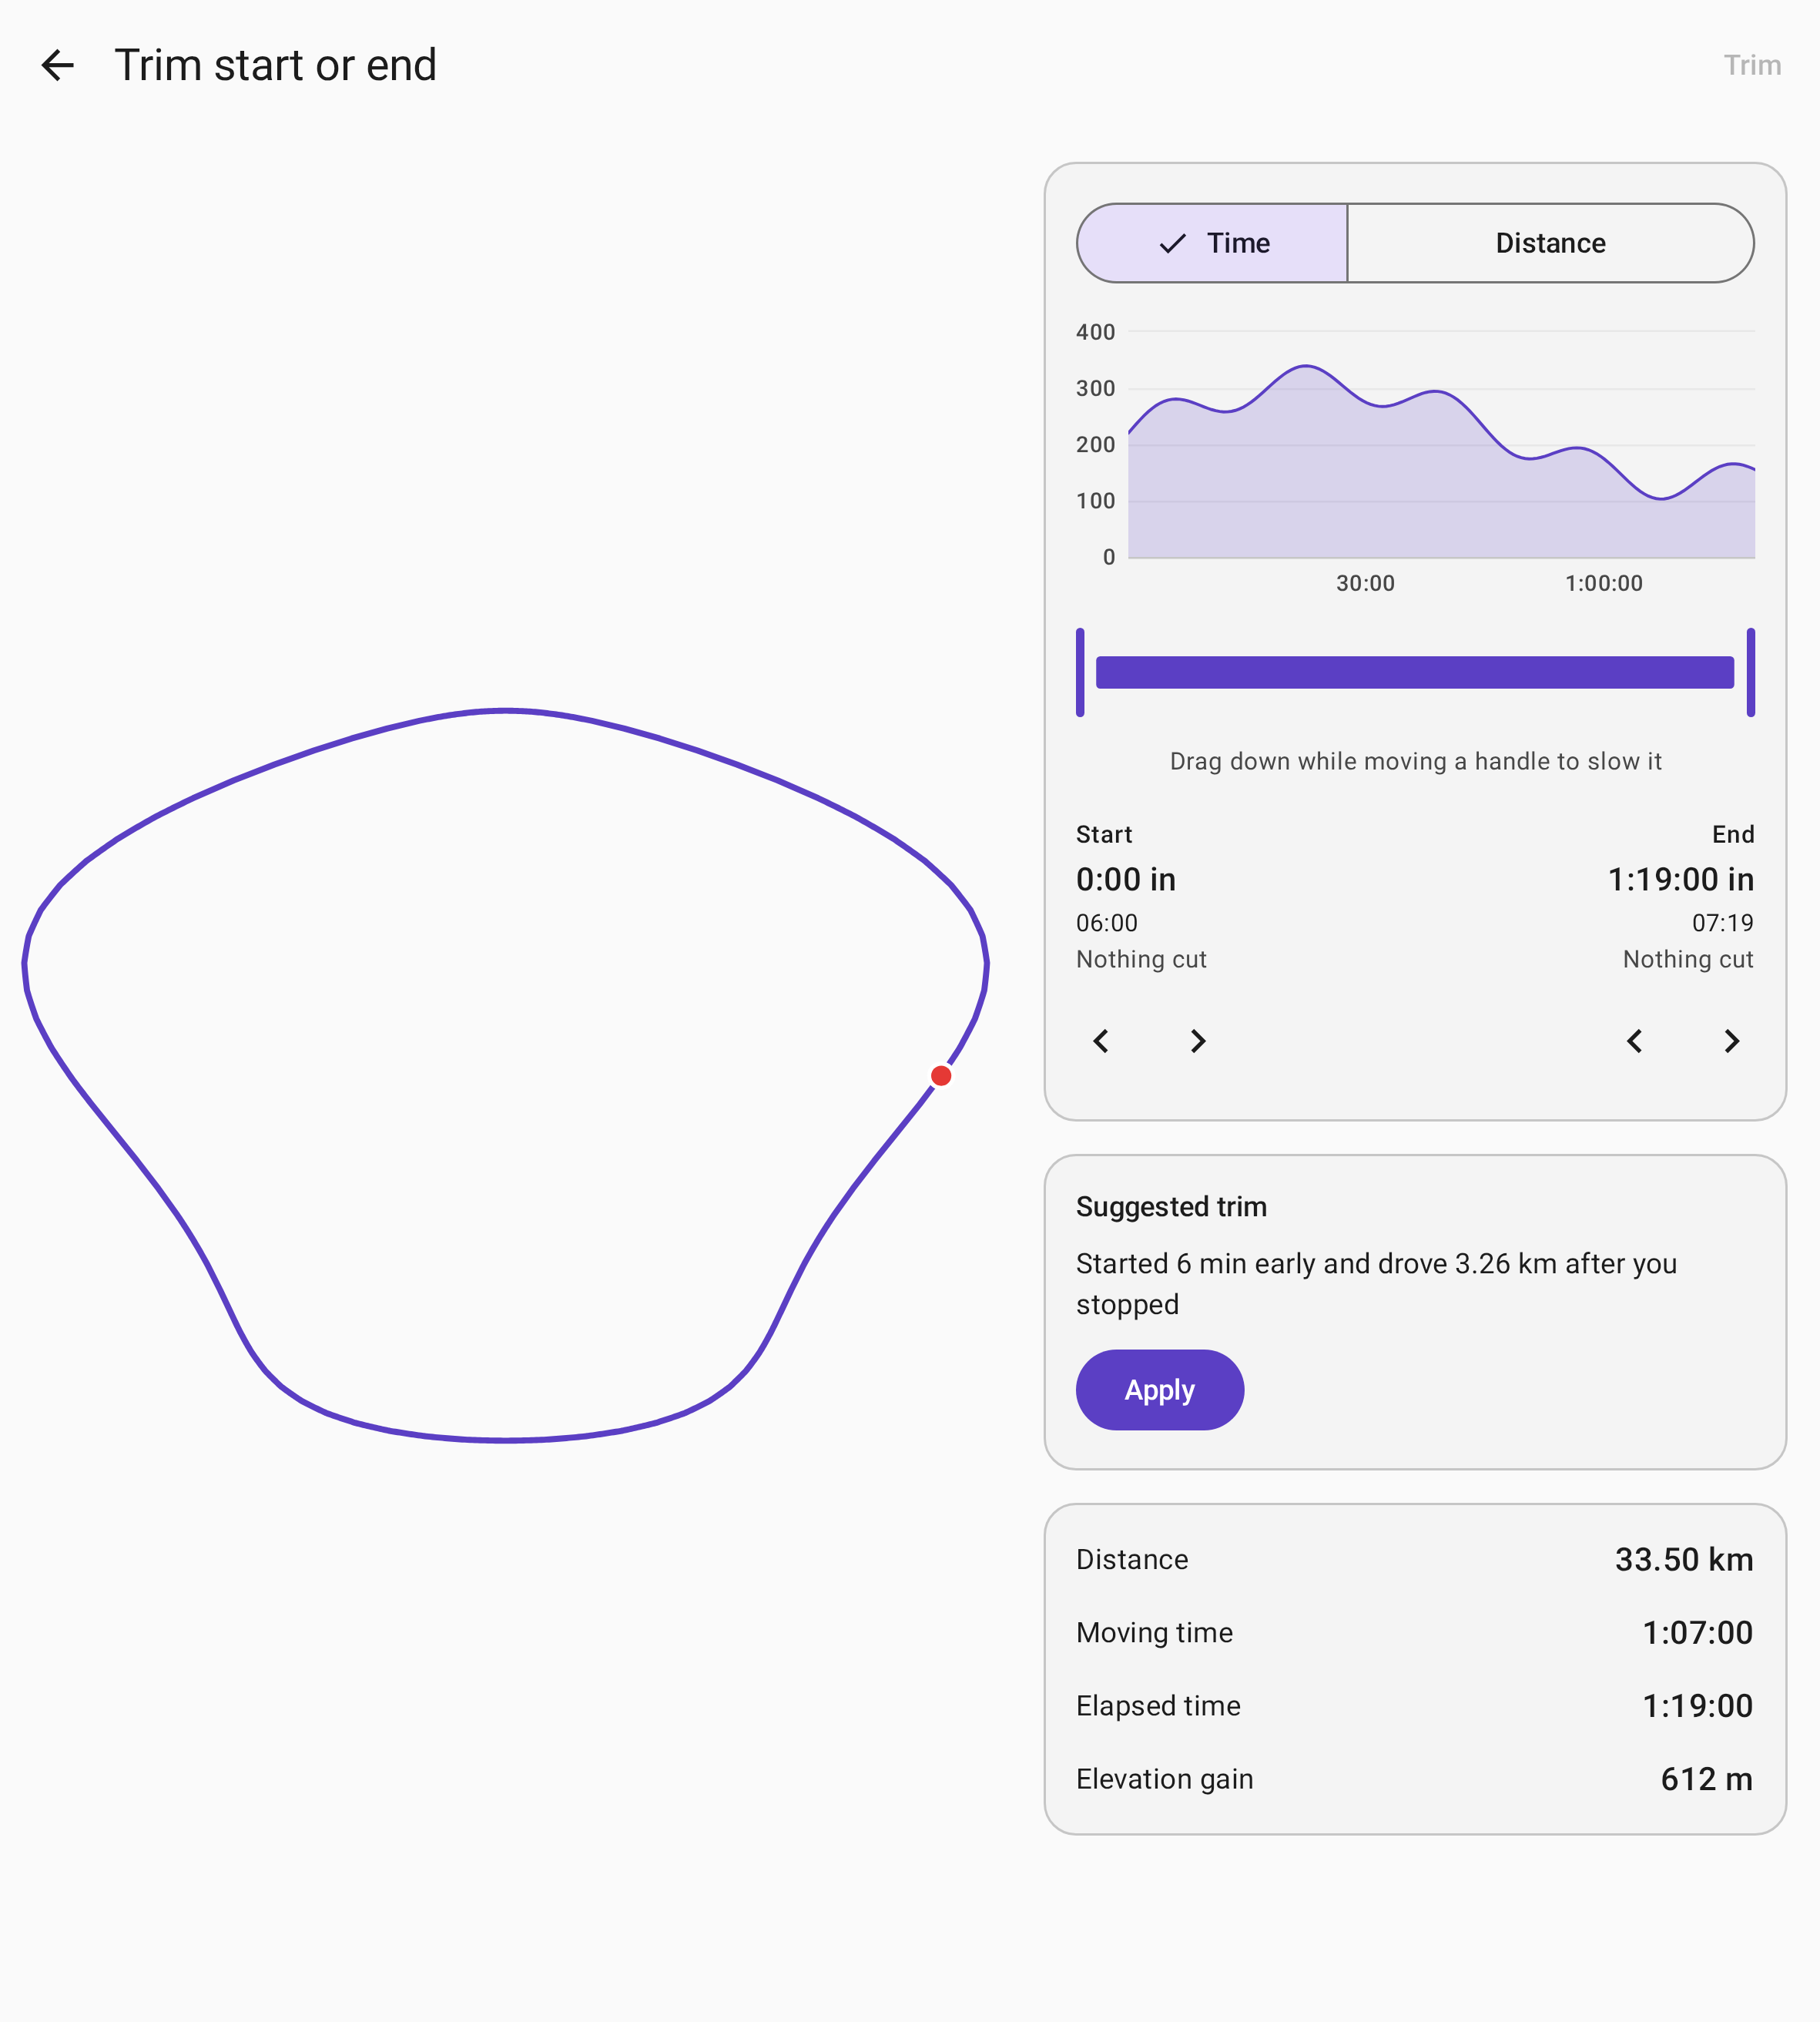 Trim start or end
Trim
Time
Distance
400
300
200
100
0
30:00
1:00:00
Drag down while moving a handle to slow it
Start
End
0:00 in
1:19:00 in
06:00
07:19
Nothing cut
Nothing cut
Suggested trim
Started 6 min early and drove 3.26 km after you
stopped
Apply
Distance
33.50 km
Moving time
1:07:00
Elapsed time
1:19:00
Elevation gain
612 m